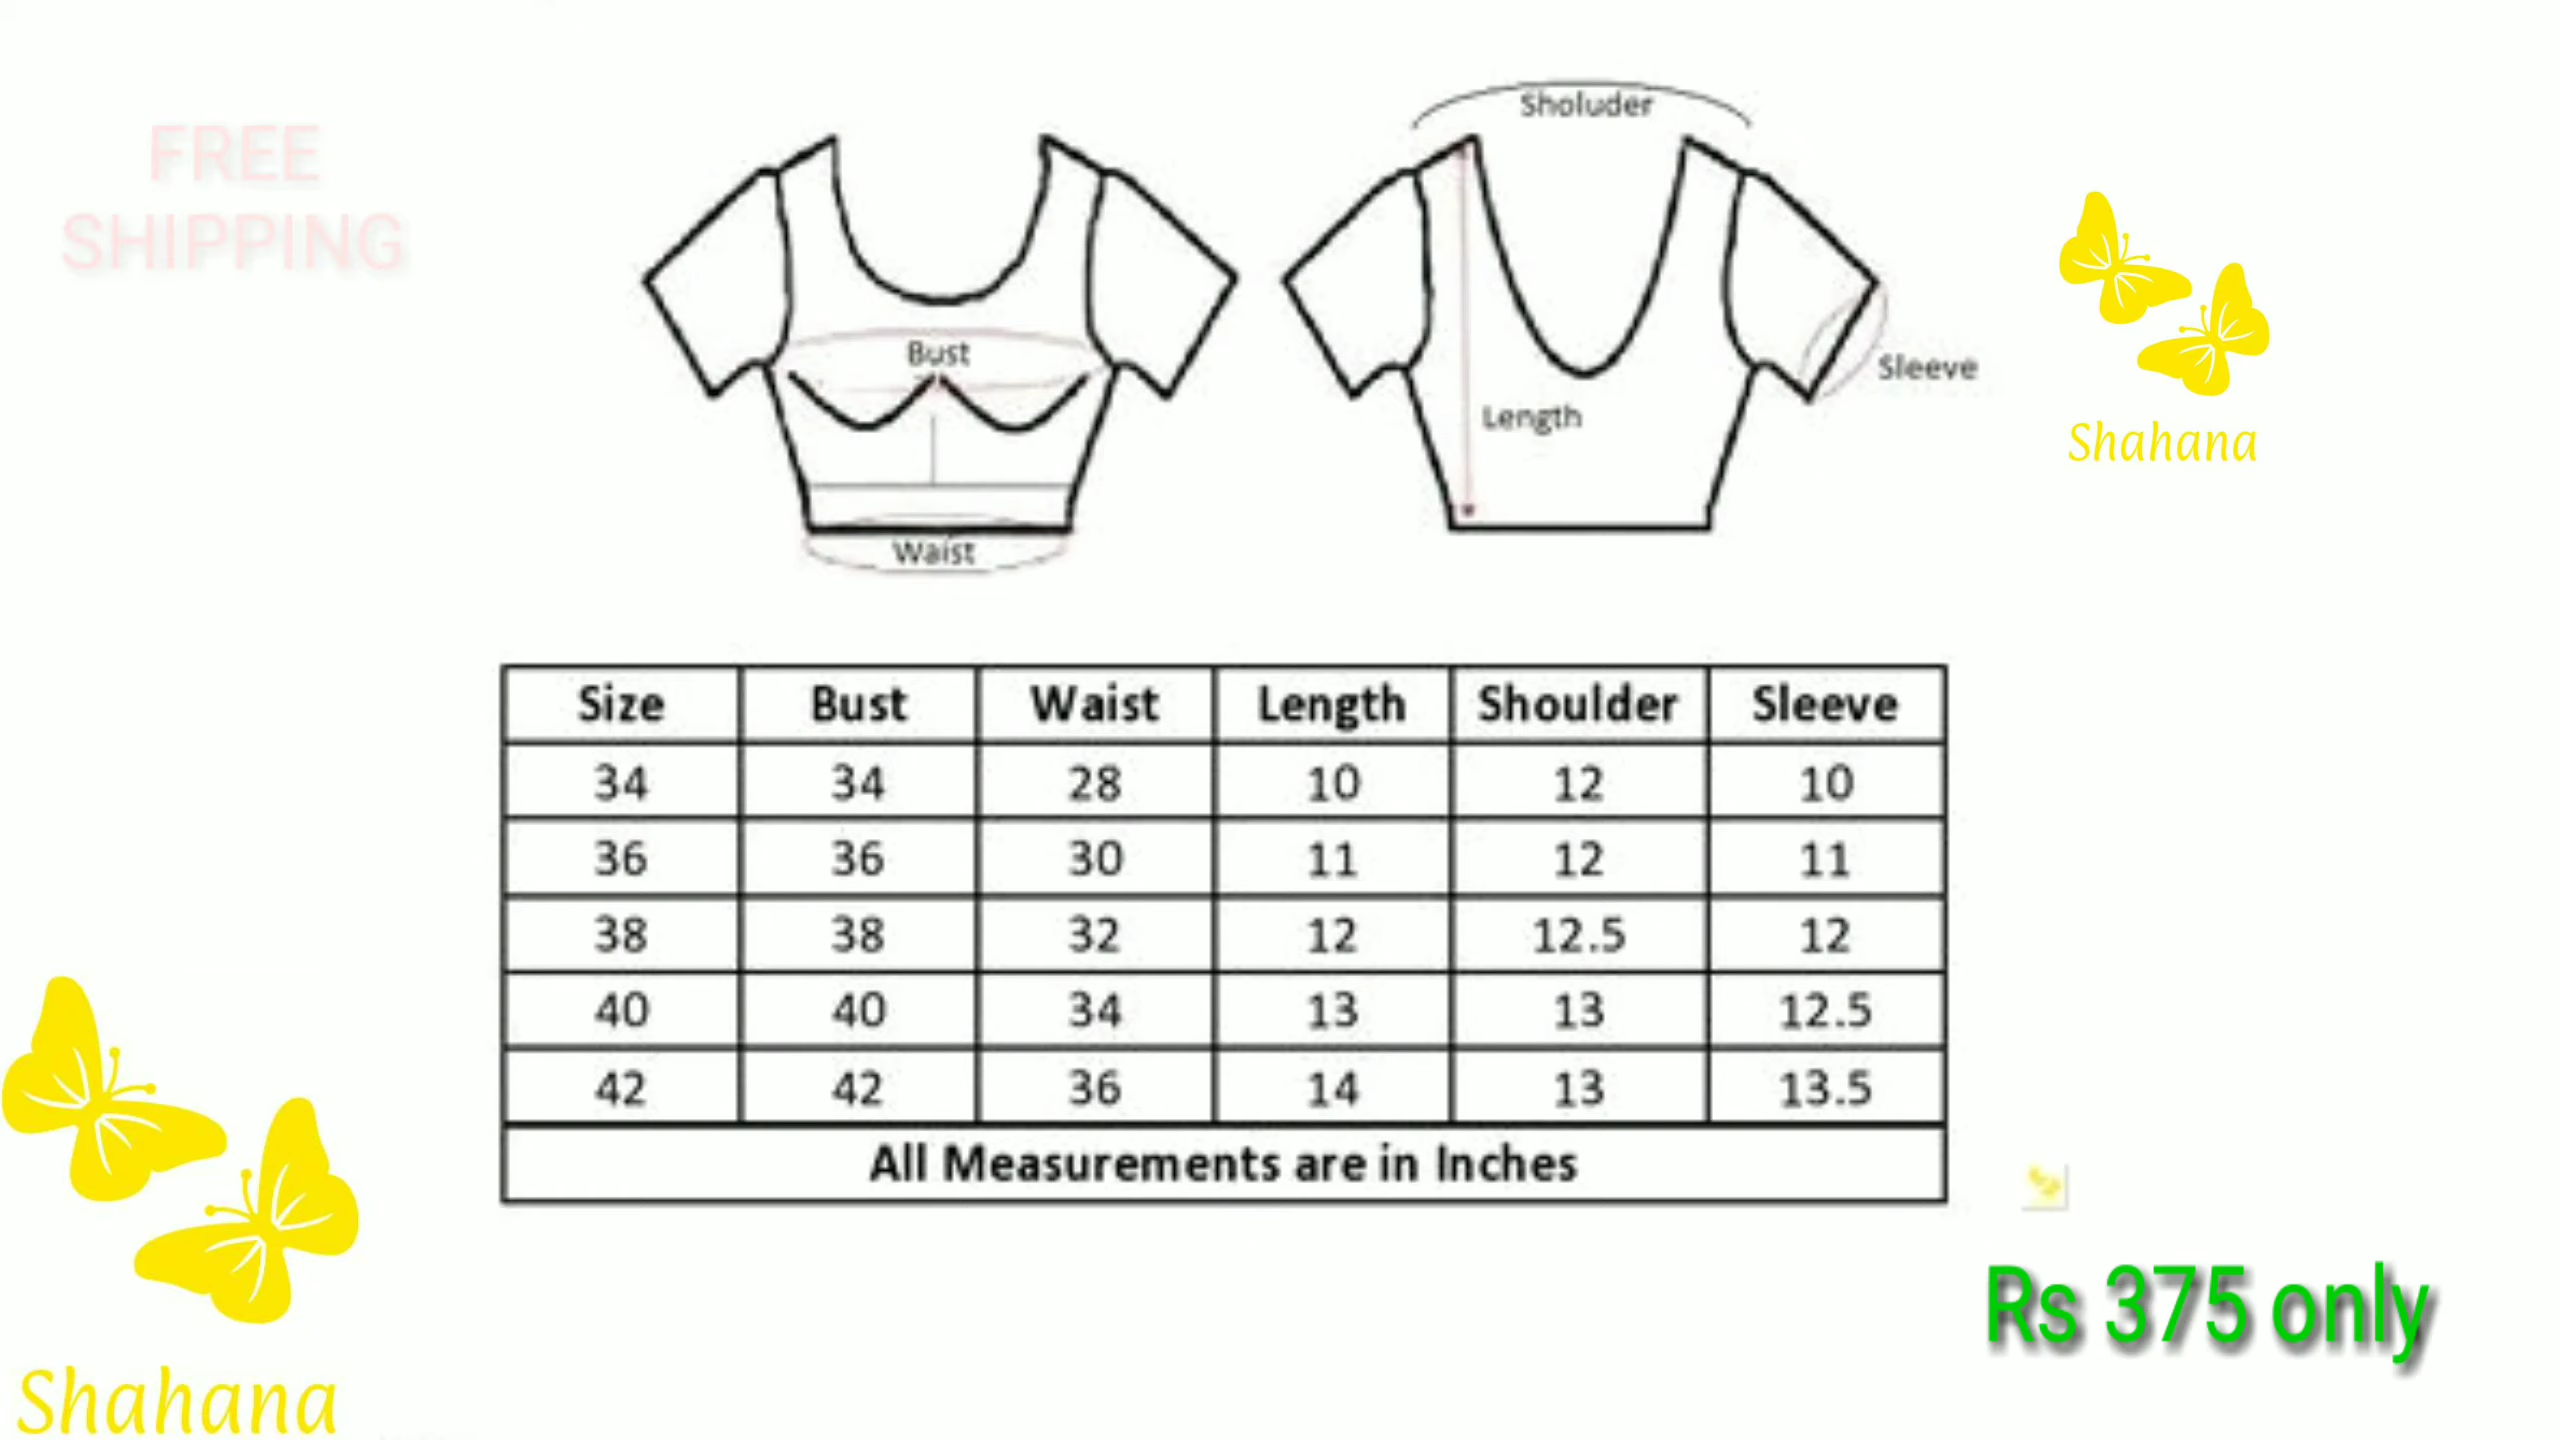 FREE
SHIPPING
Sholuder
Bust
Sleeve
Length
Waist
Shahana
Size Bust Waist Length Shoulder Sleeve
34 34 28 10 12 10
36 36 30 11 12 11
38 38 32 12 12.5 12
40 40 34 13 13 12.5
42 42 36 14 13 13.5
All Measurements are in Inches
Rs 375 only
Shahana